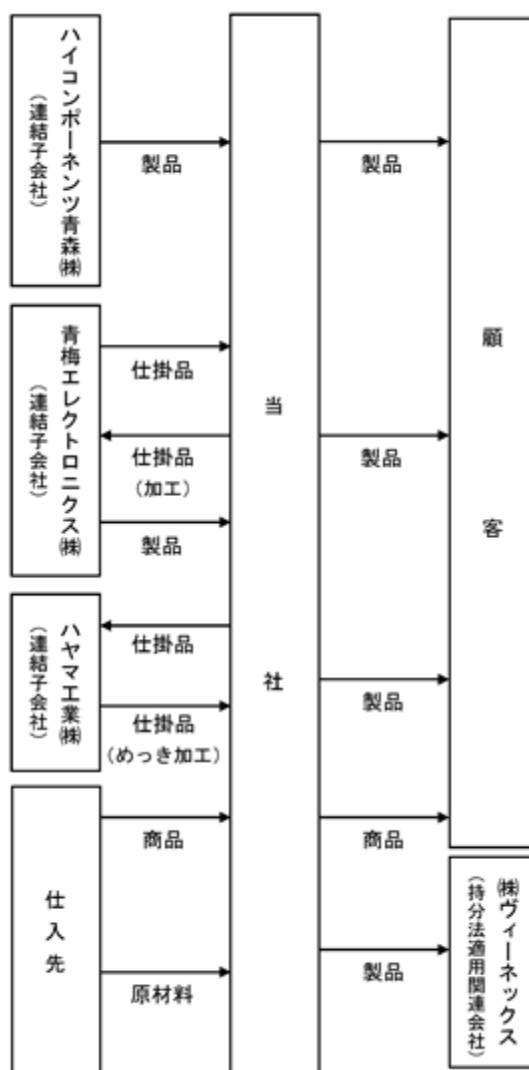 ハイコンポーネンツ青森㈱
（連結子会社）
製品
青梅エレクトロニクス㈱
（連結子会社）
仕掛品
仕掛品
（加工）
製品
ハヤマ工業㈱
（連結子会社）
仕掛品
仕掛品
（めっき加工）
仕入先
商品
原材料
当社
製品
製品
製品
商品
製品
顧客
㈱ヴィーネックス
（持分法適用関連会社）